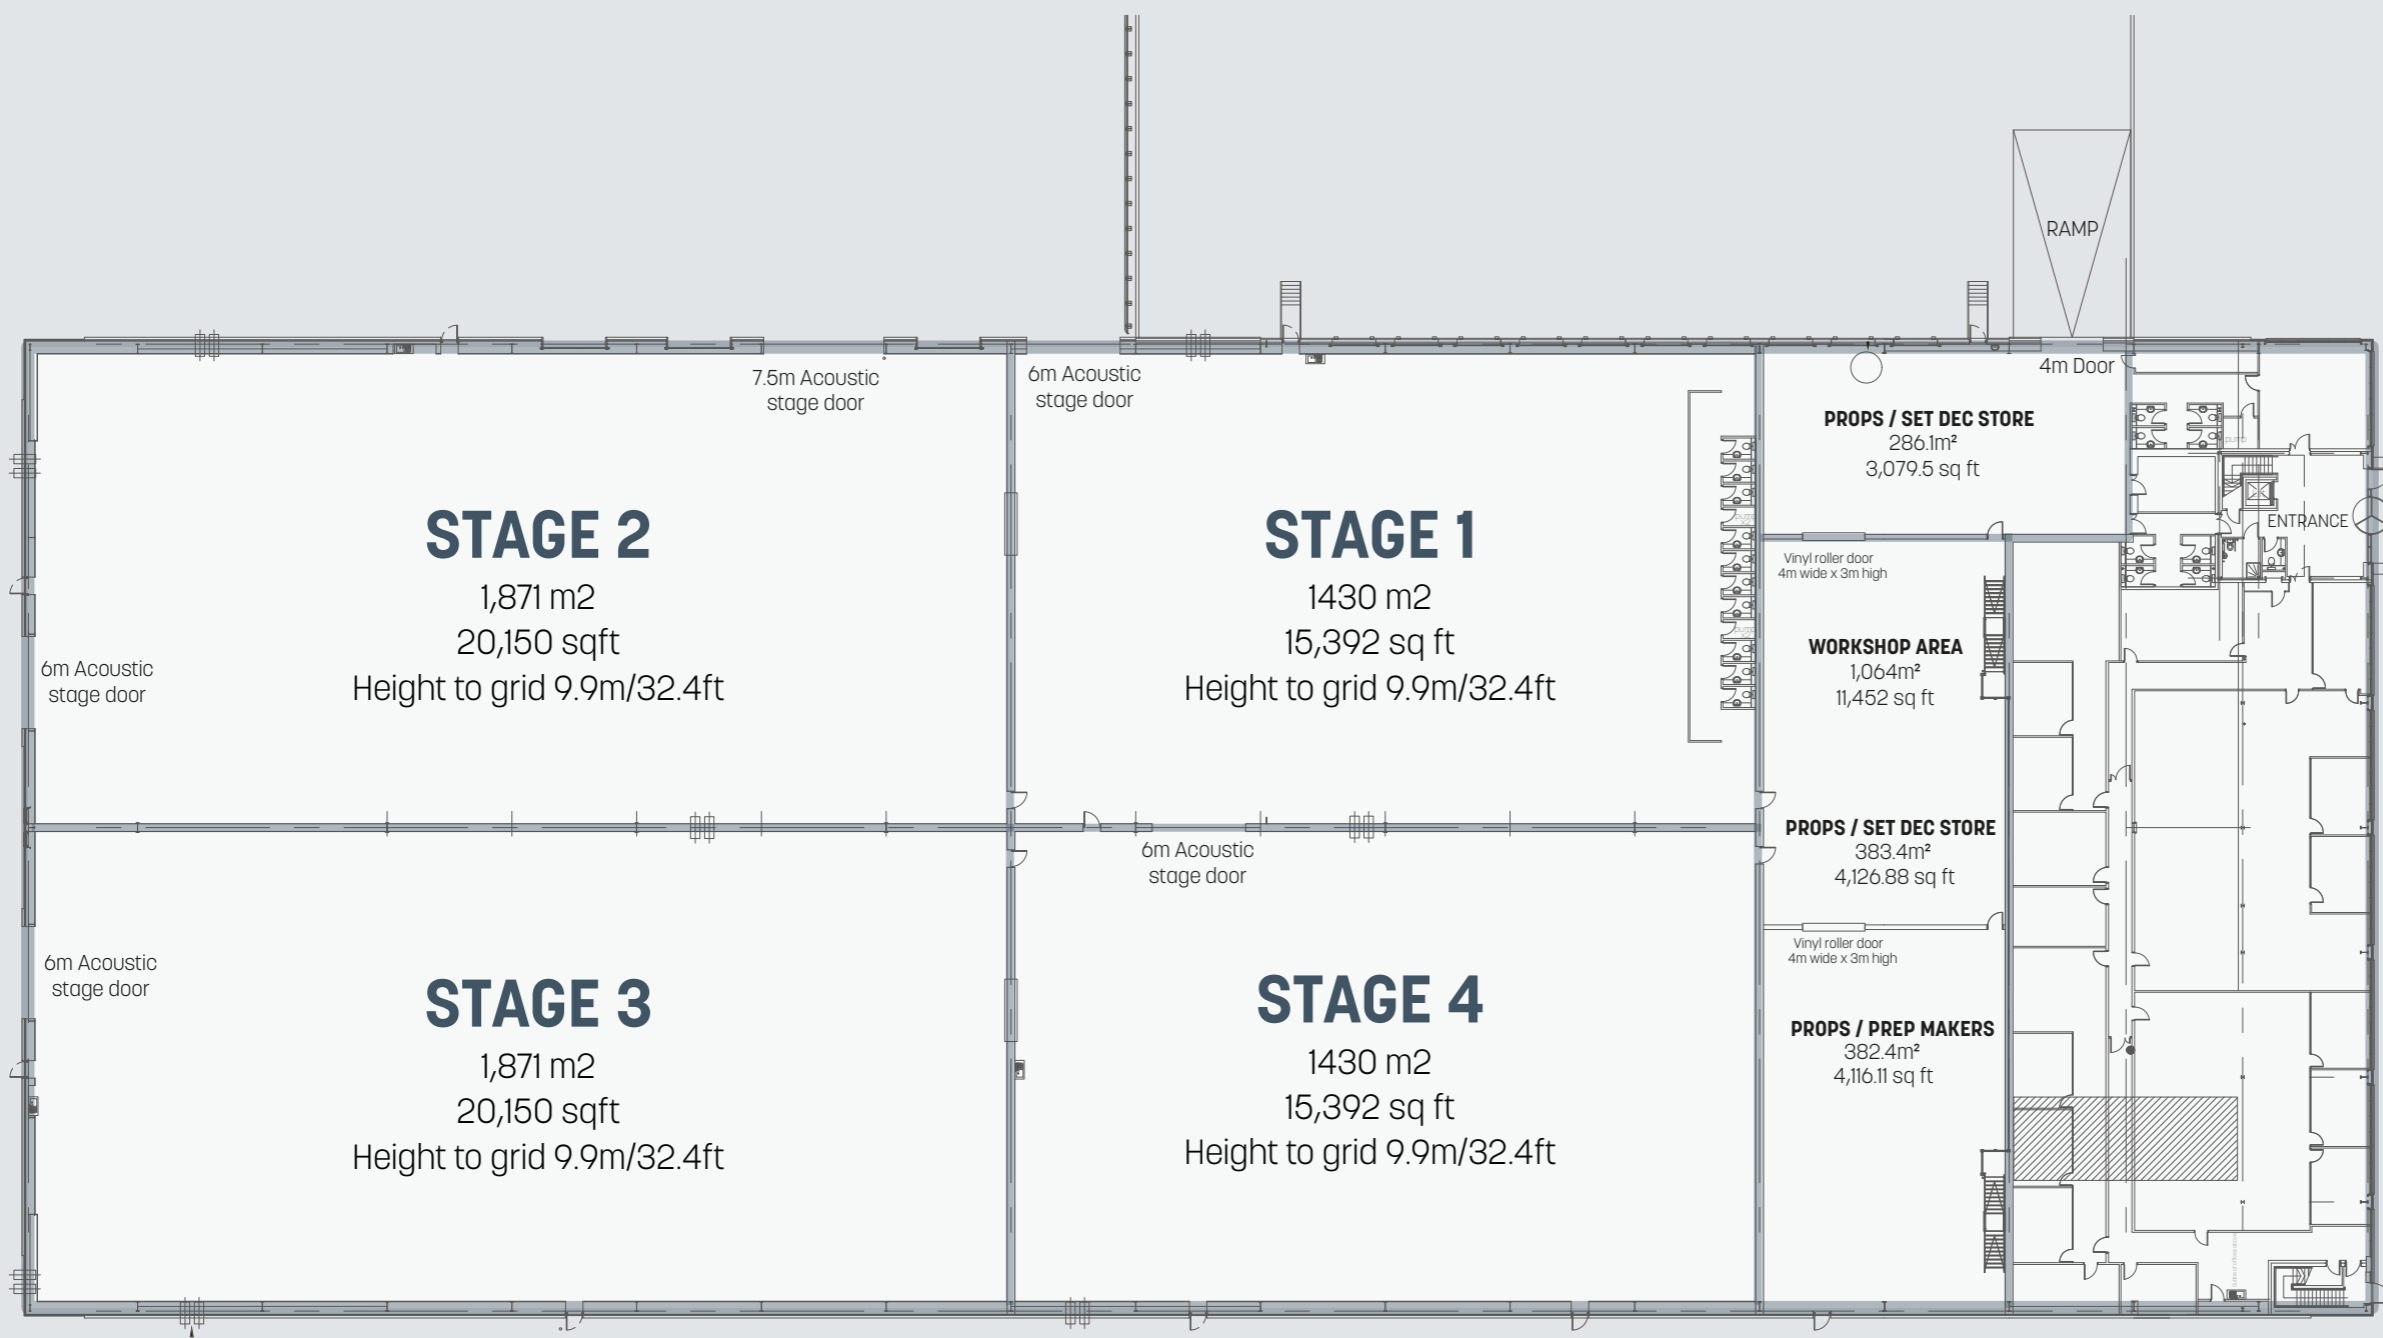 RAMP
7.5m Acoustic
stage door
6m Acoustic
stage door
4m Door
PROPS / SET DEC STORE
286.1m²
3,079.5 sq ft
STAGE 2
1,871 m2
20,150 sqft
Height to grid 9.9m/32.4ft
STAGE 1
1430 m2
15,392 sq ft
Height to grid 9.9m/32.4ft
ENTRANCE
Vinyl roller door
4m wide x 3m high
WORKSHOP AREA
1,064m²
11,452 sq ft
6m Acoustic
stage door
PROPS / SET DEC STORE
383.4m²
4,126.88 sq ft
6m Acoustic
stage door
6m Acoustic
stage door
Vinyl roller door
4m wide x 3m high
STAGE 3
1,871 m2
20,150 sqft
Height to grid 9.9m/32.4ft
STAGE 4
1430 m2
15,392 sq ft
Height to grid 9.9m/32.4ft
PROPS / PREP MAKERS
382.4m²
4,116.11 sq ft